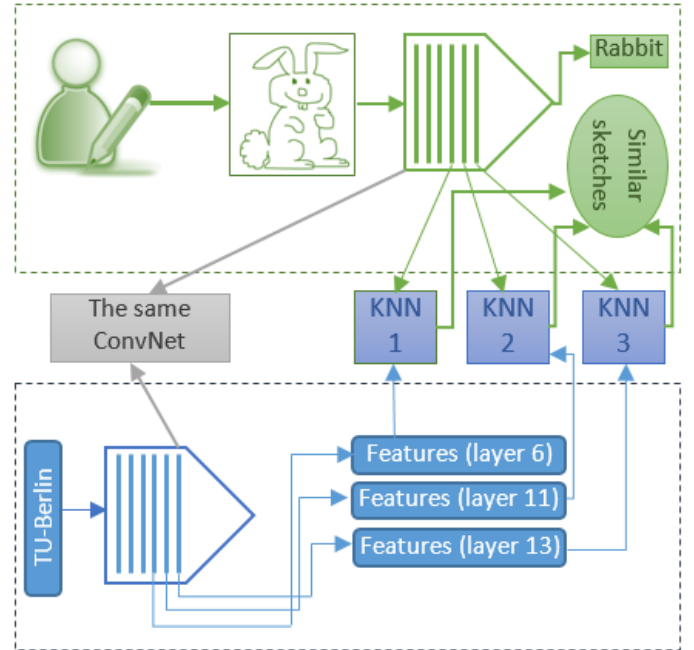 Rabbit
Similar
sketches
The same
ConvNet
KNN
1
KNN
2
KNN
3
TU-Berlin
Features (layer 6)
Features (layer 11)
Features (layer 13)